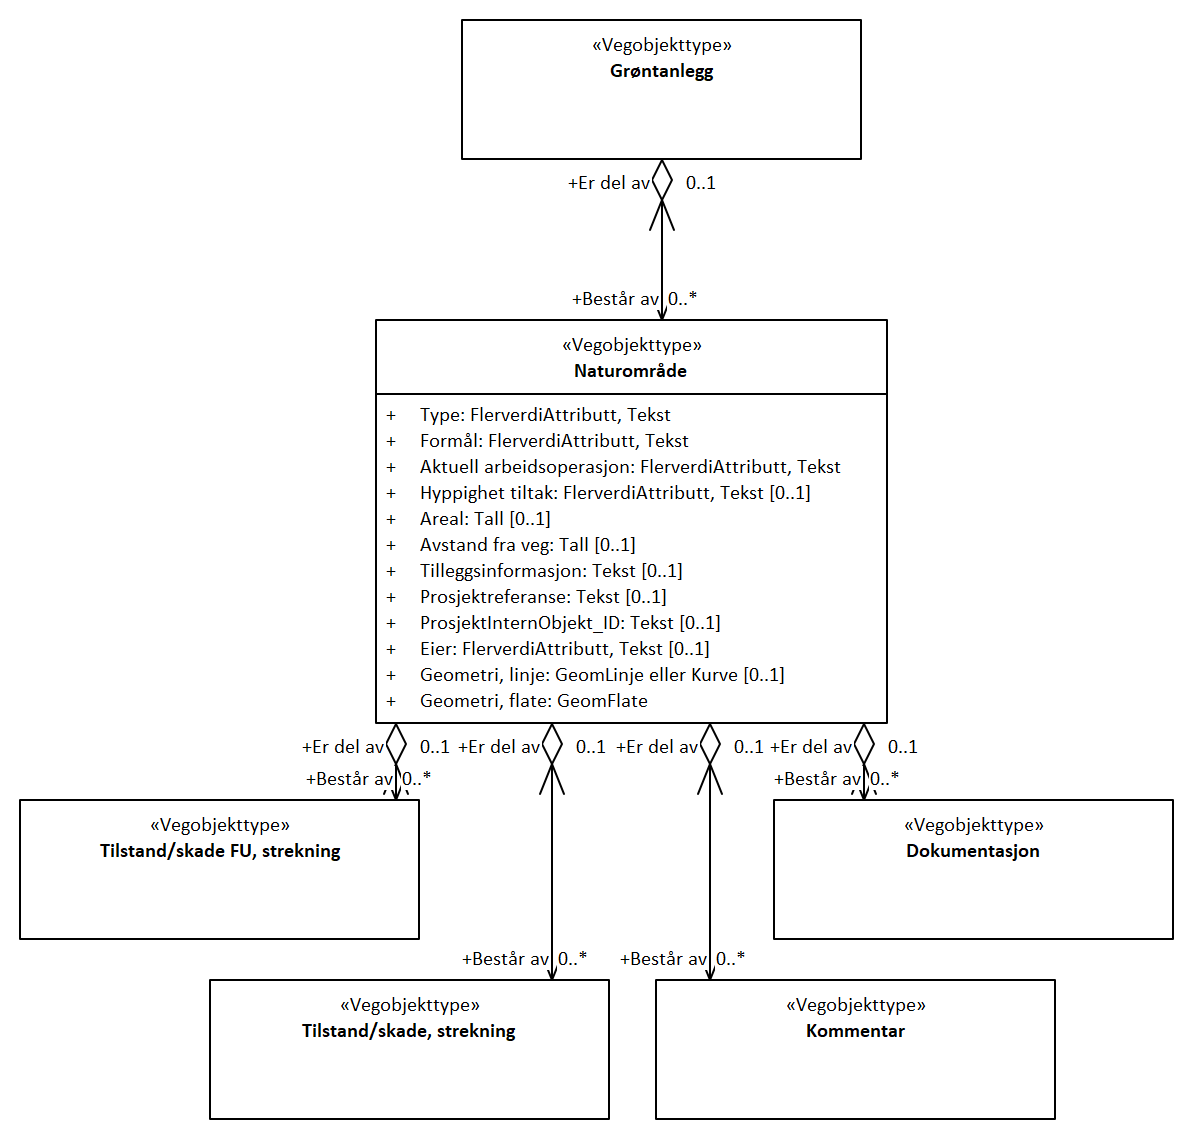 «Vegobjekttype»
Grøntanlegg
+Er del av 0..1
+Består av 0..*
«Vegobjekttype»
Naturområde
+ Type: FlerverdiAttributt, Tekst
+ Formål: FlerverdiAttributt, Tekst
+ Aktuell arbeidsoperasjon: FlerverdiAttributt, Tekst
+ Hyppighet tiltak: FlerverdiAttributt, Tekst [0..1]
+ Areal: Tall [0..1]
+ Avstand fra veg: Tall [0..1]
+ Tilleggsinformasjon: Tekst [0..1]
+ Prosjektreferanse: Tekst [0..1]
+ ProsjektInternObjekt_ID: Tekst [0..1]
+ Eier: FlerverdiAttributt, Tekst [0..1]
+ Geometri, linje: GeomLinje eller Kurve [0..1]
+ Geometri, flate: GeomFlate
+Er del av 0..1 +Er del av 0..1 +Er del av 0..1 +Er del av 0..1
+Består av 0..* +Består av 0..*
«Vegobjekttype» «Vegobjekttype»
Tilstand/skade FU, strekning Dokumentasjon
+Består av 0..* +Består av 0..*
«Vegobjekttype» «Vegobjekttype»
Tilstand/skade, strekning Kommentar